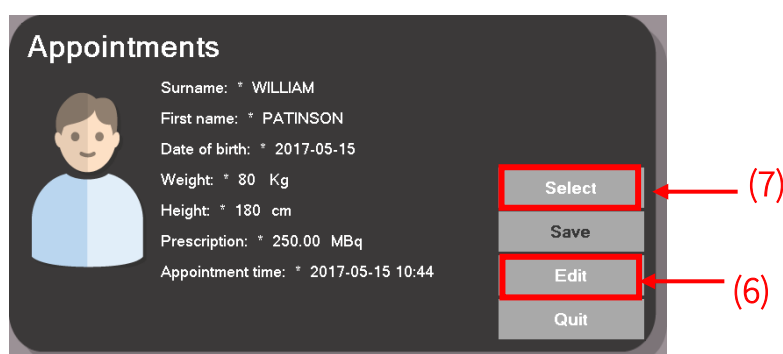 Appointments
Surname: * WILLIAM
First name: * PATINSON
Date of birth: * 2017-05-15
Weight: * 80 Kg
Height: * 180 cm
Prescription: * 250.00 MBq
Appointment time: * 2017-05-15 10:44
Select
(7)
Save
Edit
(6)
Quit